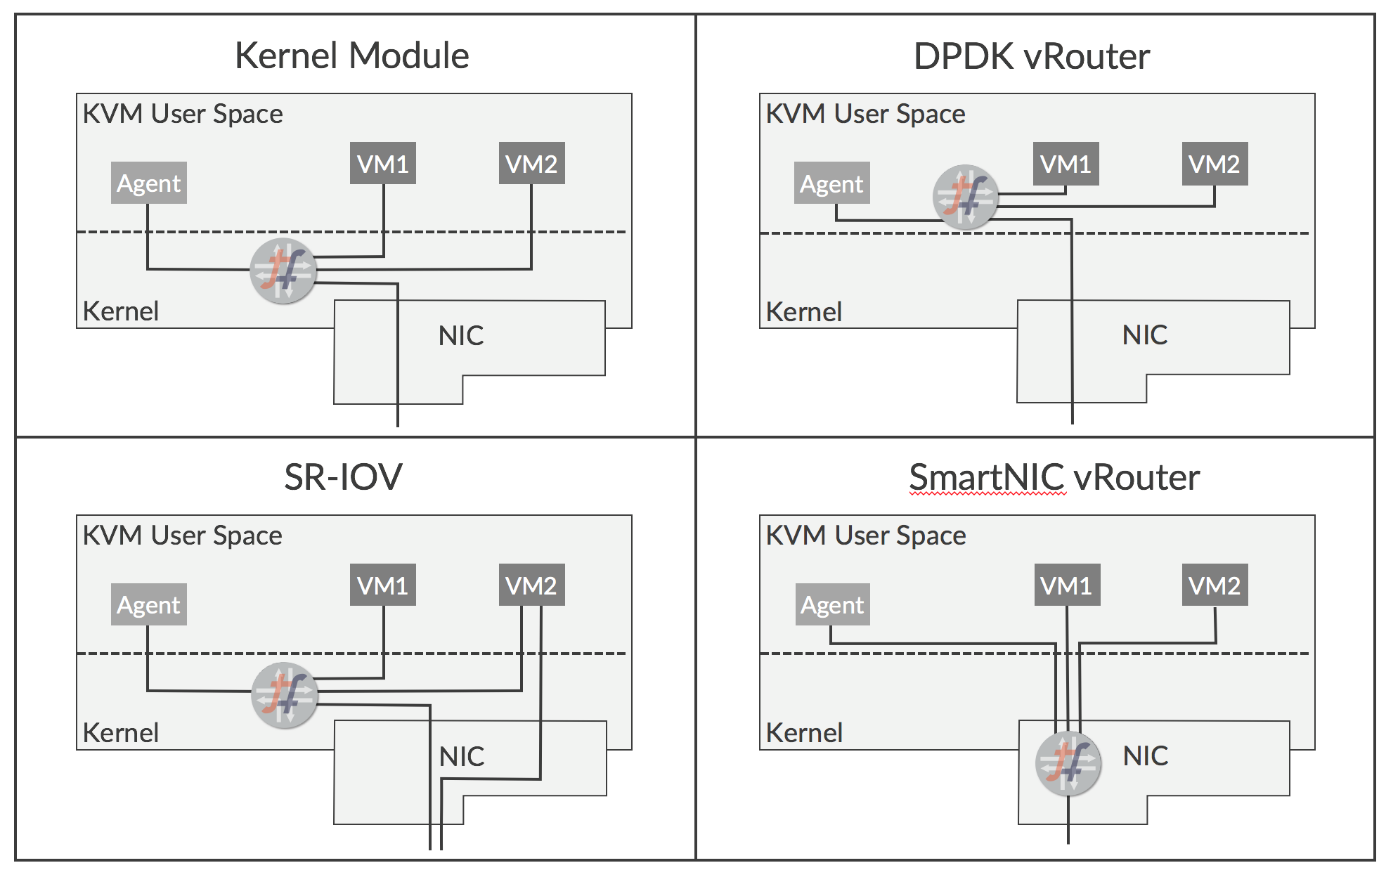 Kernel Module
KVM User Space
Agent
VM1
VM2
Kernel
NIC
DPDK vRouter
KVM User Space
Agent
VM1
VM2
Kernel
NIC
SR-IOV
KVM User Space
Agent
VM1
VM2
Kernel
NIC
SmartNIC vRouter
KVM User Space
Agent
VM1
VM2
Kernel
NIC